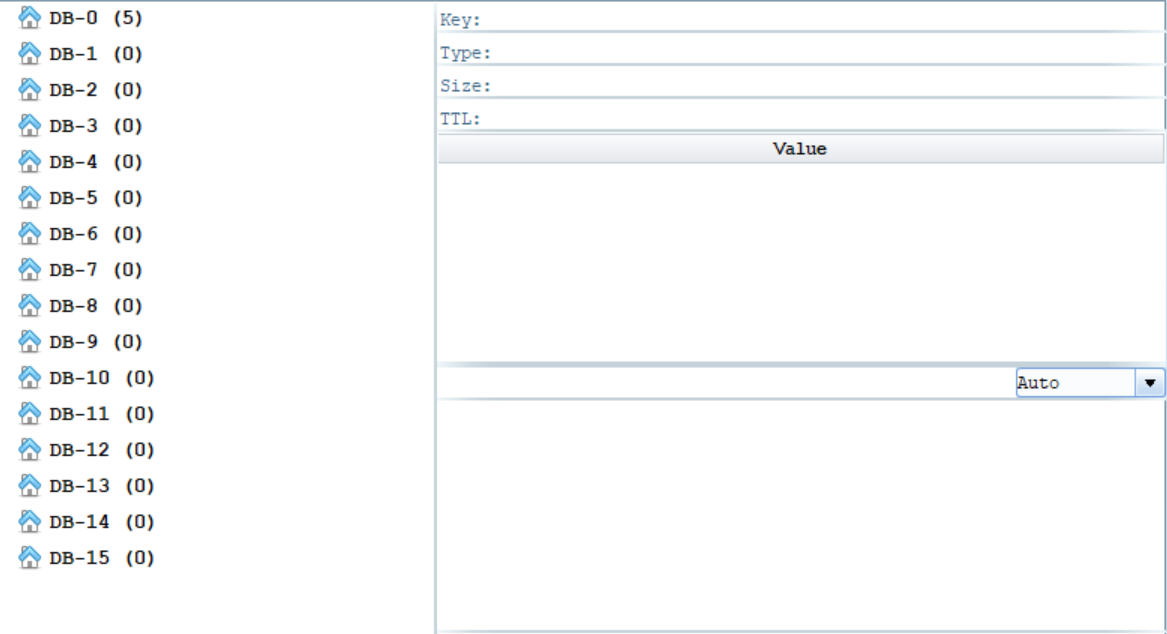 DB-0 (5)
DB-1 (0)
DB-2 (0)
DB-3 (0)
DB-4 (0)
DB-5 (0)
DB-6 (0)
DB-7 (0)
DB-8 (0)
DB-9 (0)
DB-10 (0)
DB-11 (0)
DB-12 (0)
DB-13 (0)
DB-14 (0)
DB-15 (0)
Key:
Type:
Size:
TTL:
Value
Auto